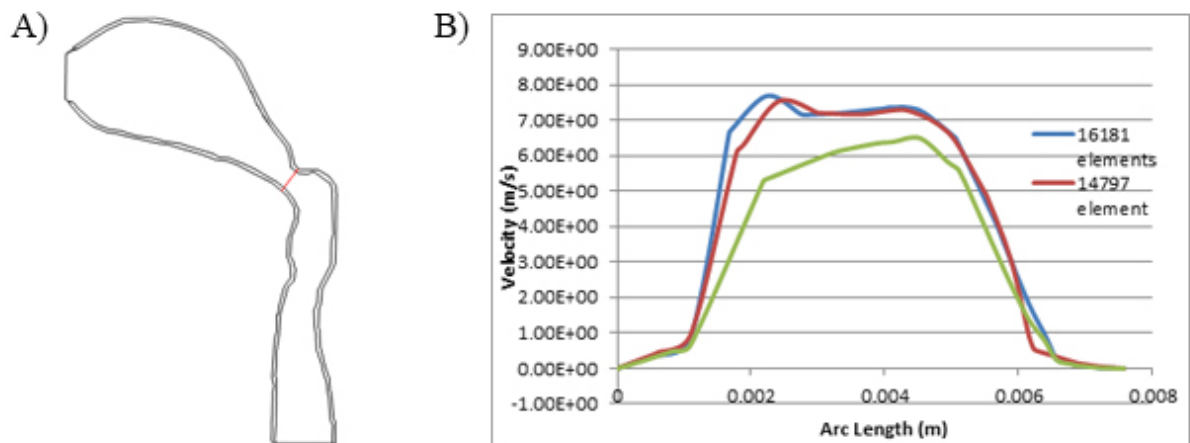 A)
B)
9.00E+00
8.00E+00
7.00E+00
6.00E+00
5.00E+00
4.00E+00
3.00E+00
2.00E+00
1.00E+00
0.00E+00
-1.00E+00
Velocity (m/s)
0
0.002
0.004
0.006
0.008
Arc Length (m)
16181
elements
14797
element